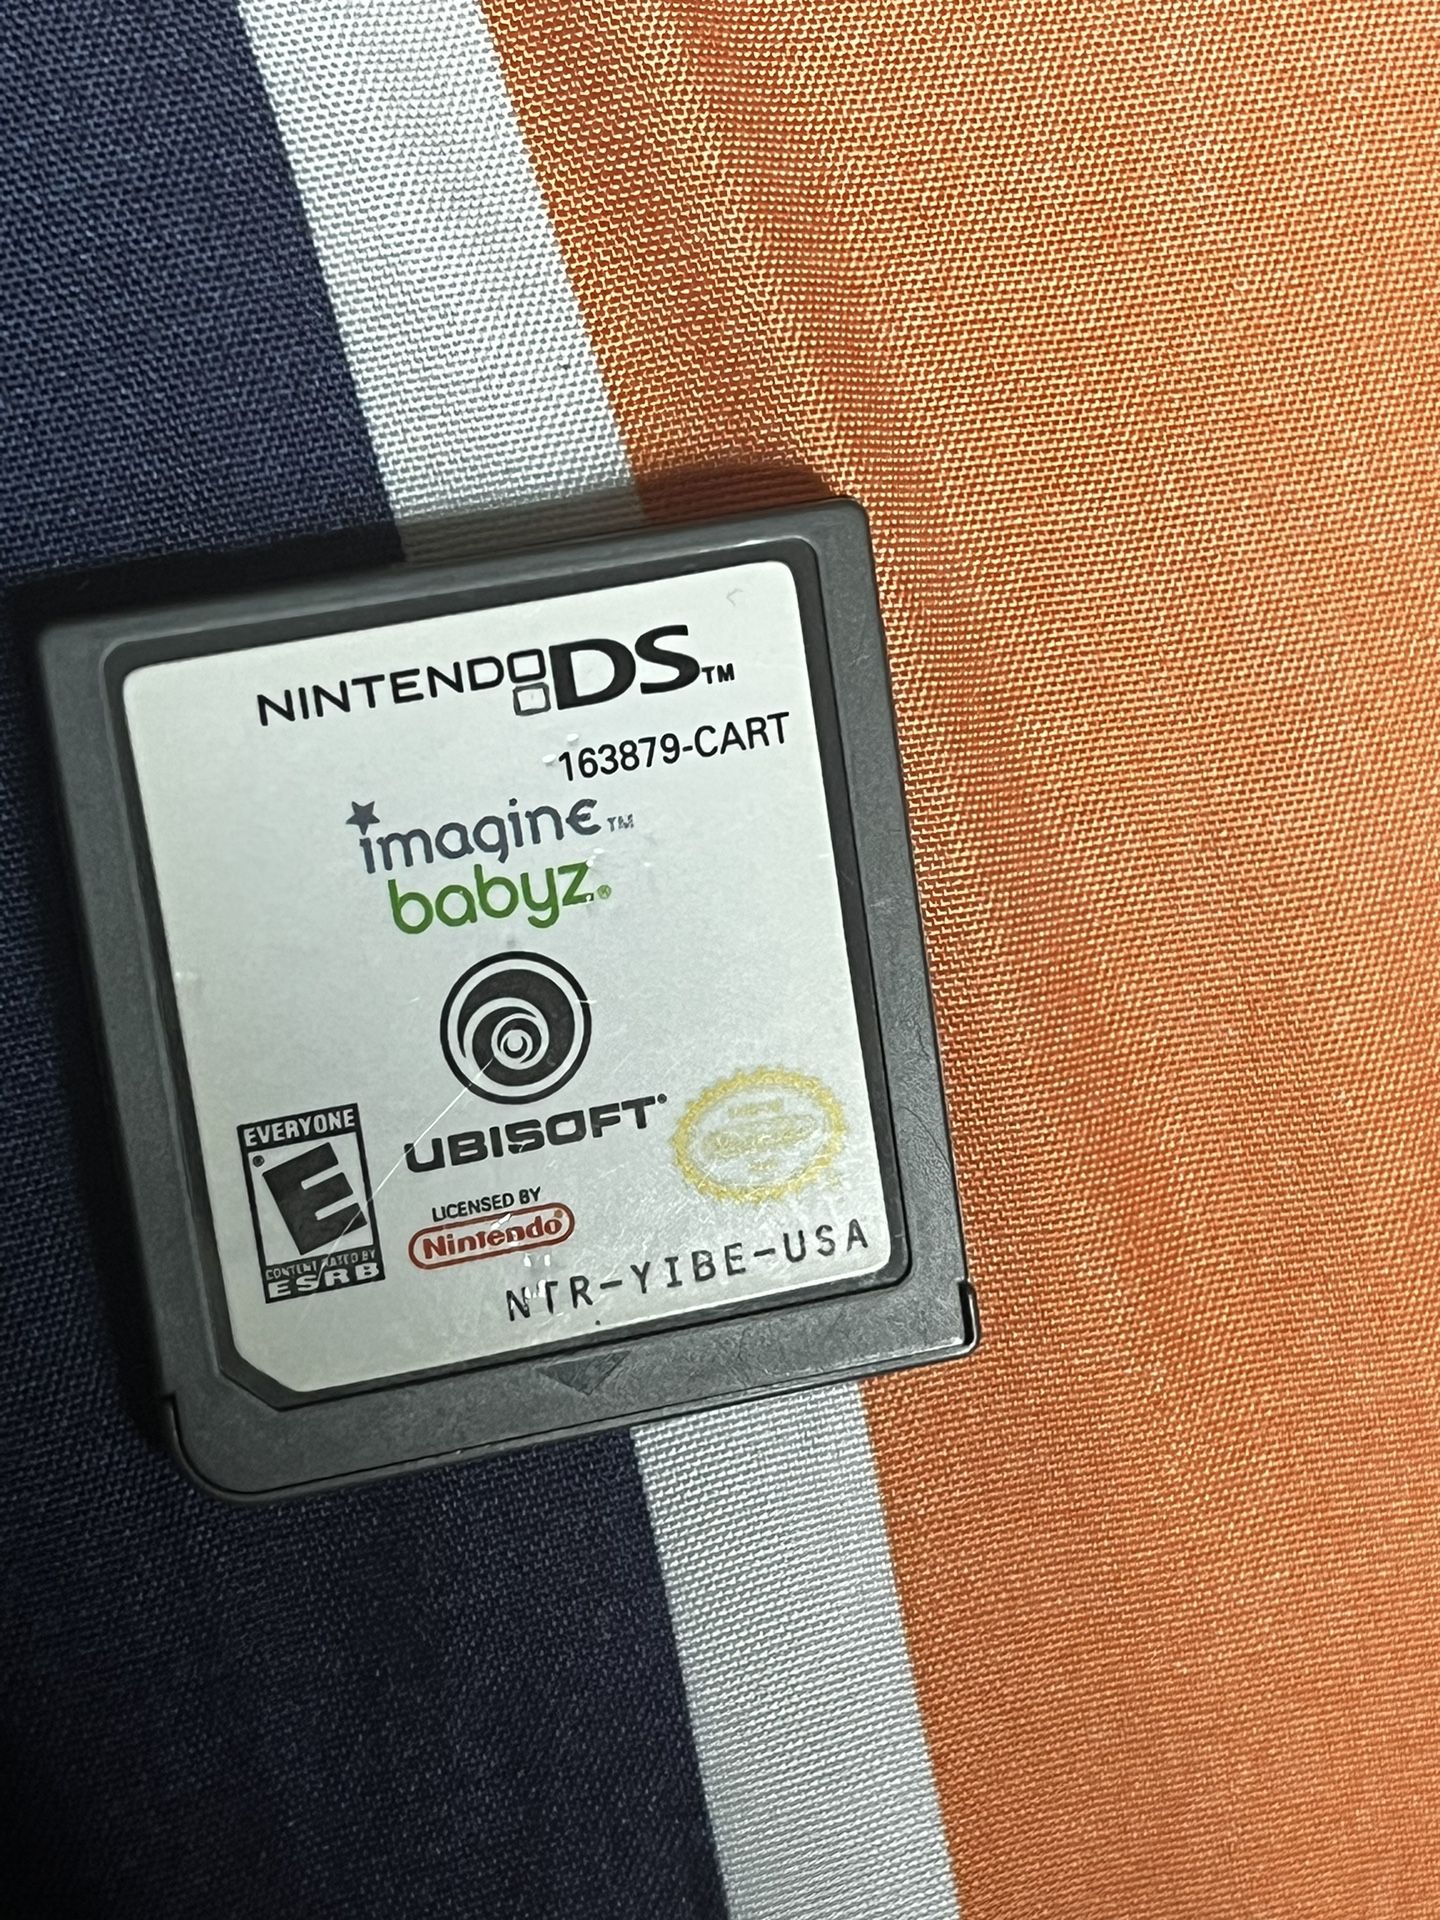 NINTENDO DS™
163879-CART
imagine™
babyz®
UBISOFT®
EVERYONE
E®
CONTENT RATED BY
ESRB
LICENSED BY
Nintendo®
NTR-YIBE-USA